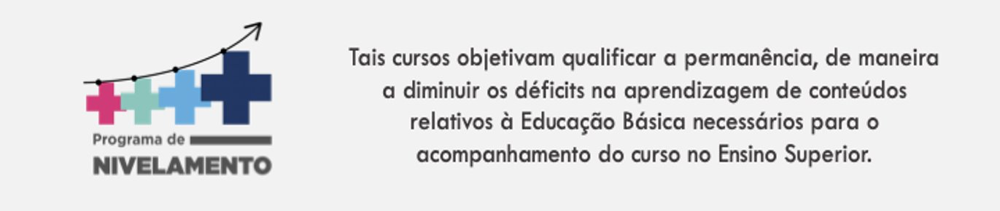 Programa de
NIVELAMENTO
Tais cursos objetivam qualificar a permanência, de maneira
a diminuir os déficits na aprendizagem de conteúdos
relativos à Educação Básica necessários para o
acompanhamento do curso no Ensino Superior.